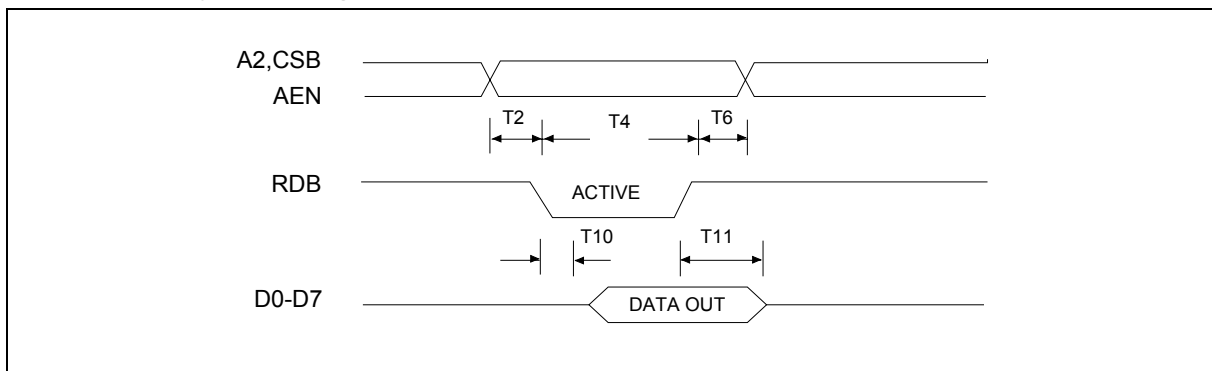 A2,CSB
AEN
T2
T4
T6
RDB
ACTIVE
T10
T11
D0-D7
DATA OUT